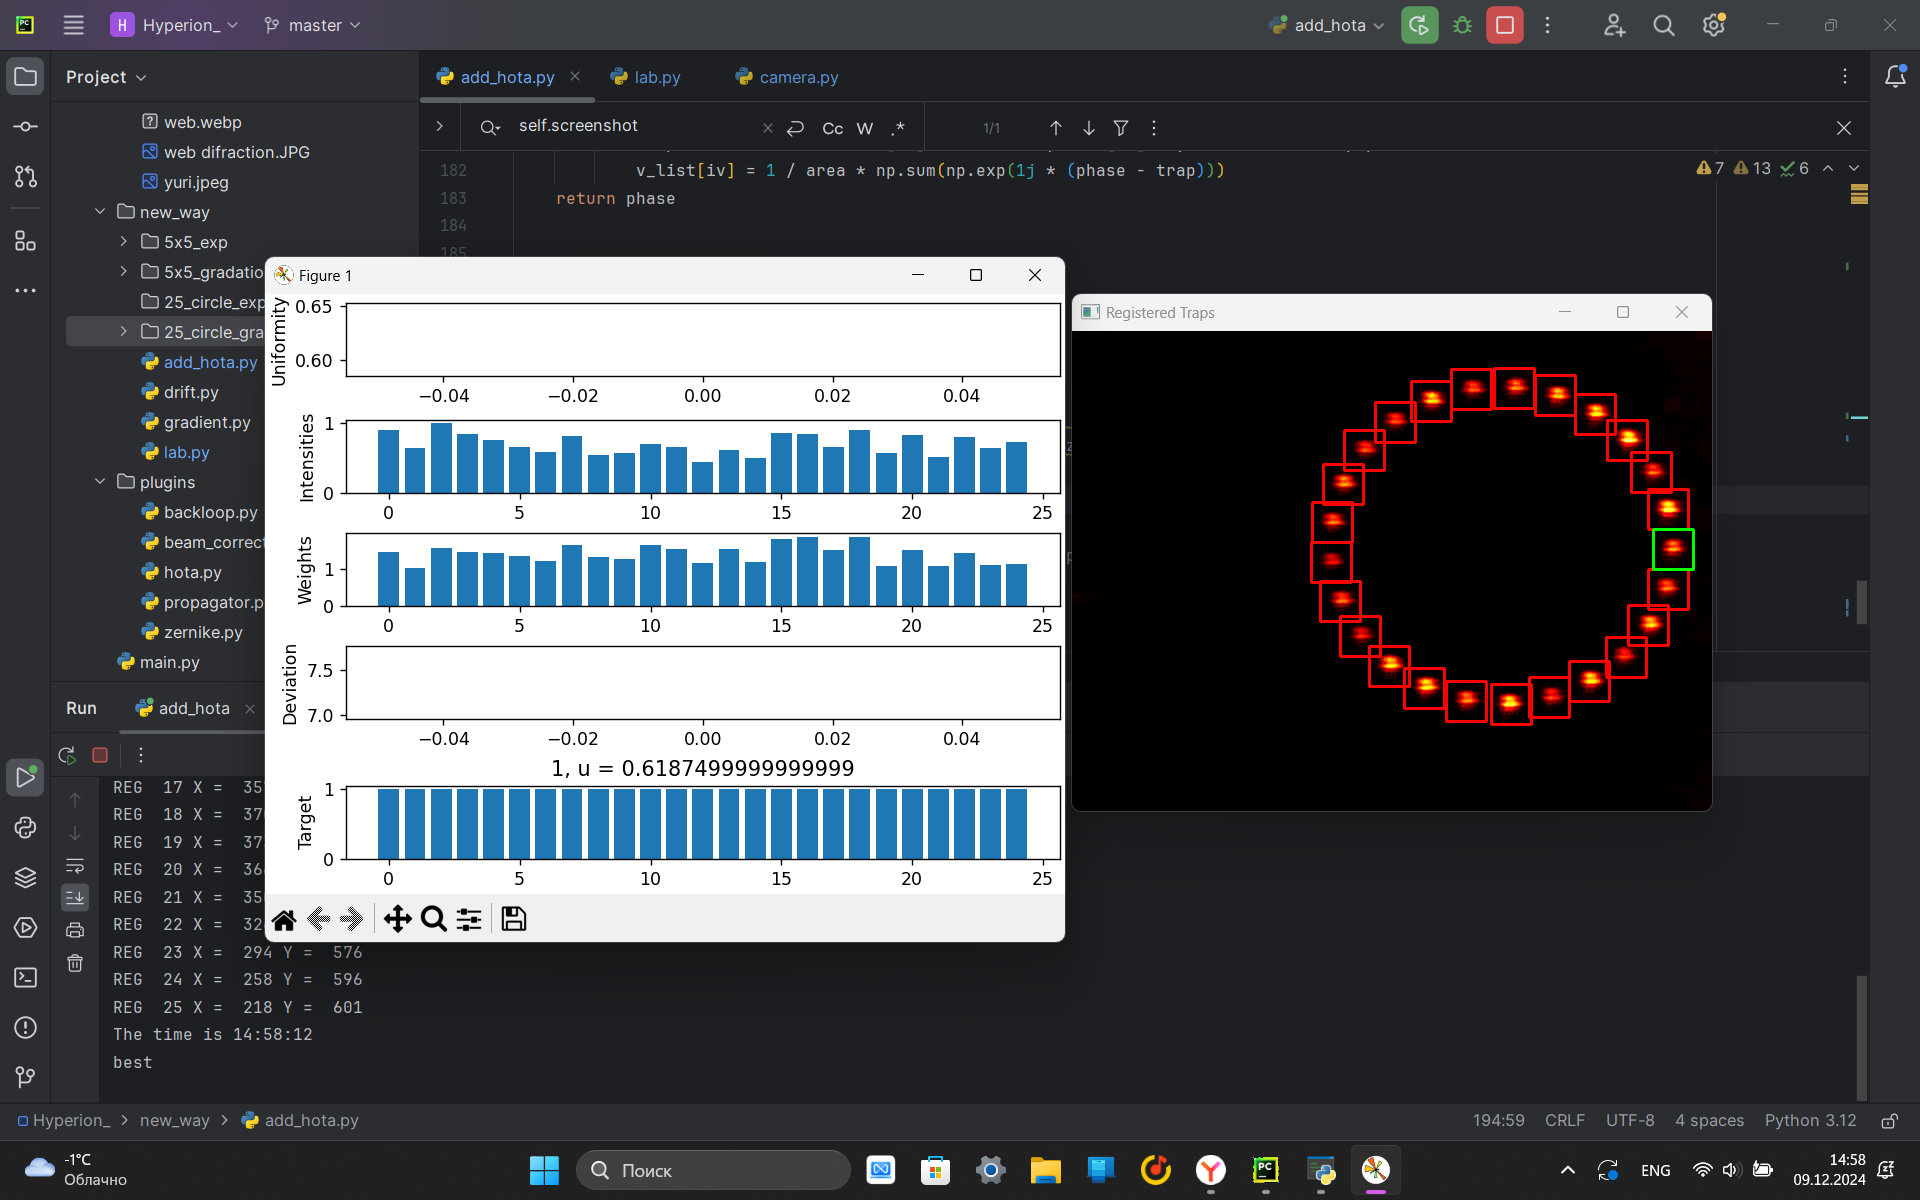 H Hyperion_ master add_hota
Project
add_hota.py lab.py camera.py
self.screenshot Cc W .* 1/1
web.webp
web difraction.JPG
yuri.jpeg
new_way
5x5_exp
5x5_gradatio
25_circle_exp
25_circle_gra
add_hota.py
drift.py
gradient.py
lab.py
plugins
backloop.py
beam_correct
hota.py
propagator.p
zernike.py
main.py
182 v_list[iv] = 1 / area * np.sum(np.exp(1j * (phase - trap)))
183 return phase
184
185
7 13 6
Figure 1
Uniformity
0.65
0.60
−0.04 −0.02 0.00 0.02 0.04
Intensities
1
0
0 5 10 15 20 25
Weights
1
0
0 5 10 15 20 25
Deviation
7.5
7.0
−0.04 −0.02 0.00 0.02 0.04
1, u = 0.6187499999999999
Target
1
0
0 5 10 15 20 25
Registered Traps
Run add_hota
REG 17 X = 35
REG 18 X = 37
REG 19 X = 37
REG 20 X = 36
REG 21 X = 35
REG 22 X = 32
REG 23 X = 294 Y = 576
REG 24 X = 258 Y = 596
REG 25 X = 218 Y = 601
The time is 14:58:12
best
Hyperion_ > new_way > add_hota.py
194:59 CRLF UTF-8 4 spaces Python 3.12
-1°C
Облачно
Поиск
ENG
14:58
09.12.2024